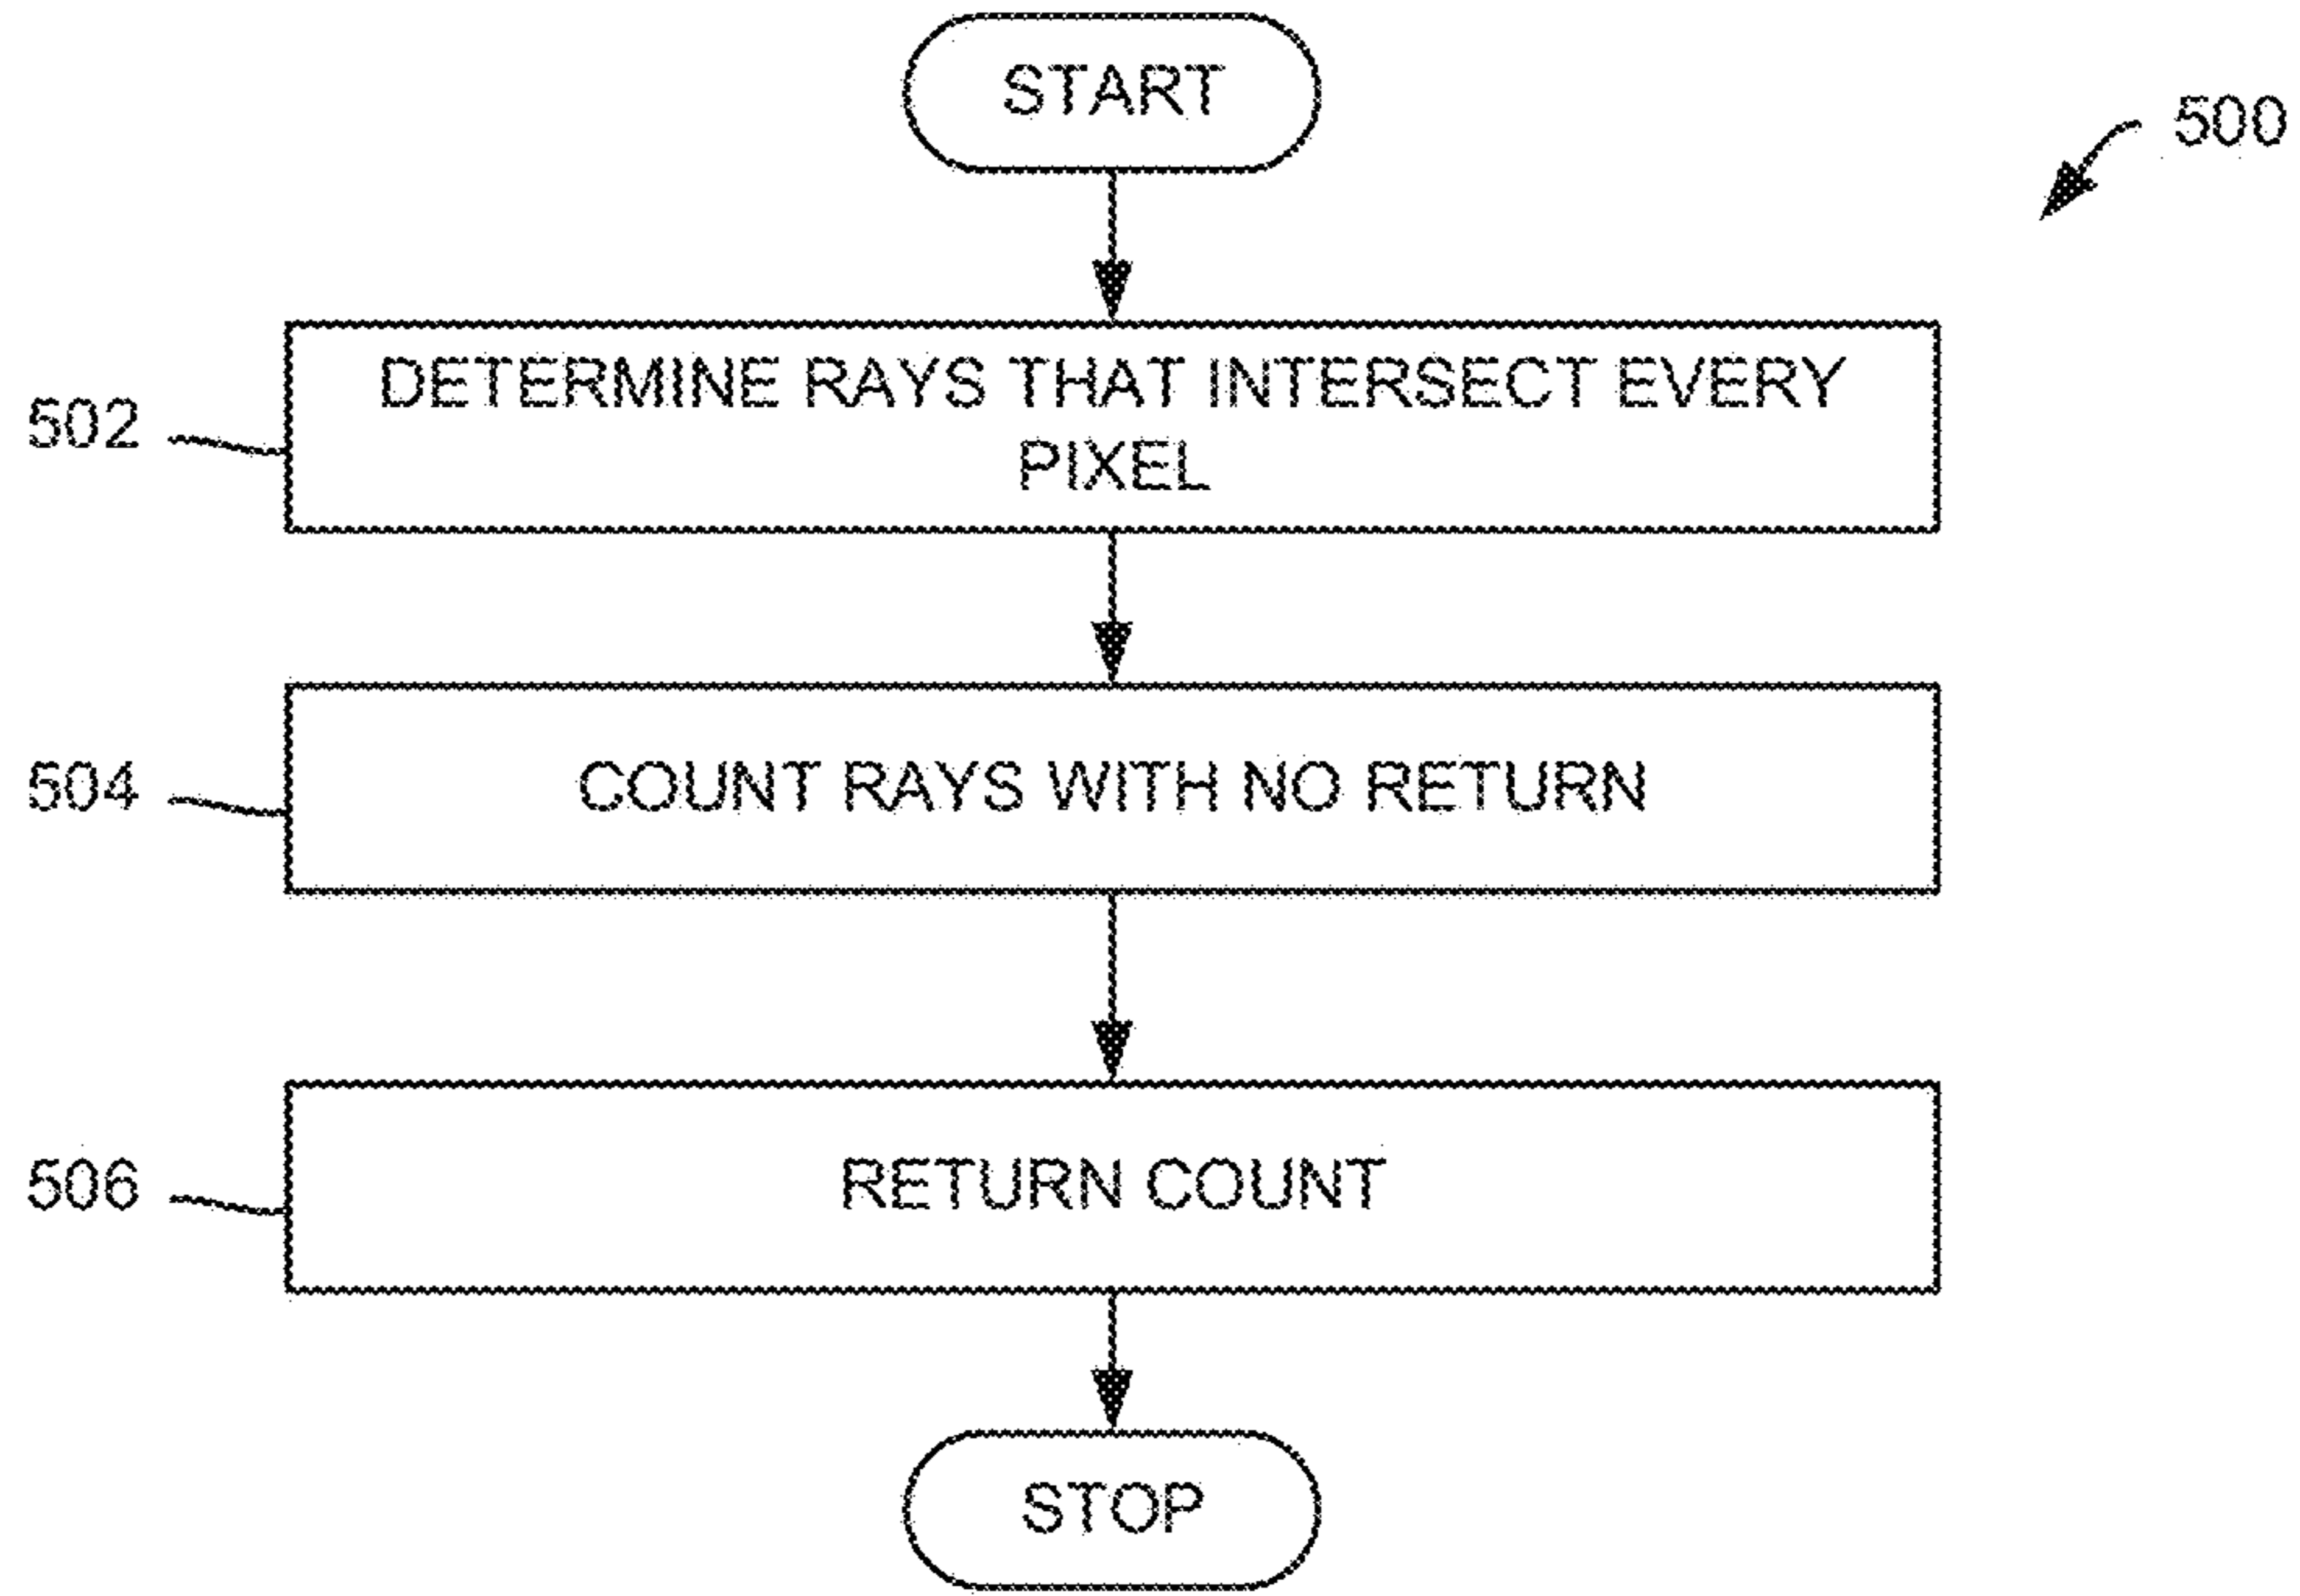 START
500
DETERMINE RAYS THAT INTERSECT EVERY
PIXEL
502
COUNT RAYS WITH NO RETURN
504
RETURN COUNT
506
STOP